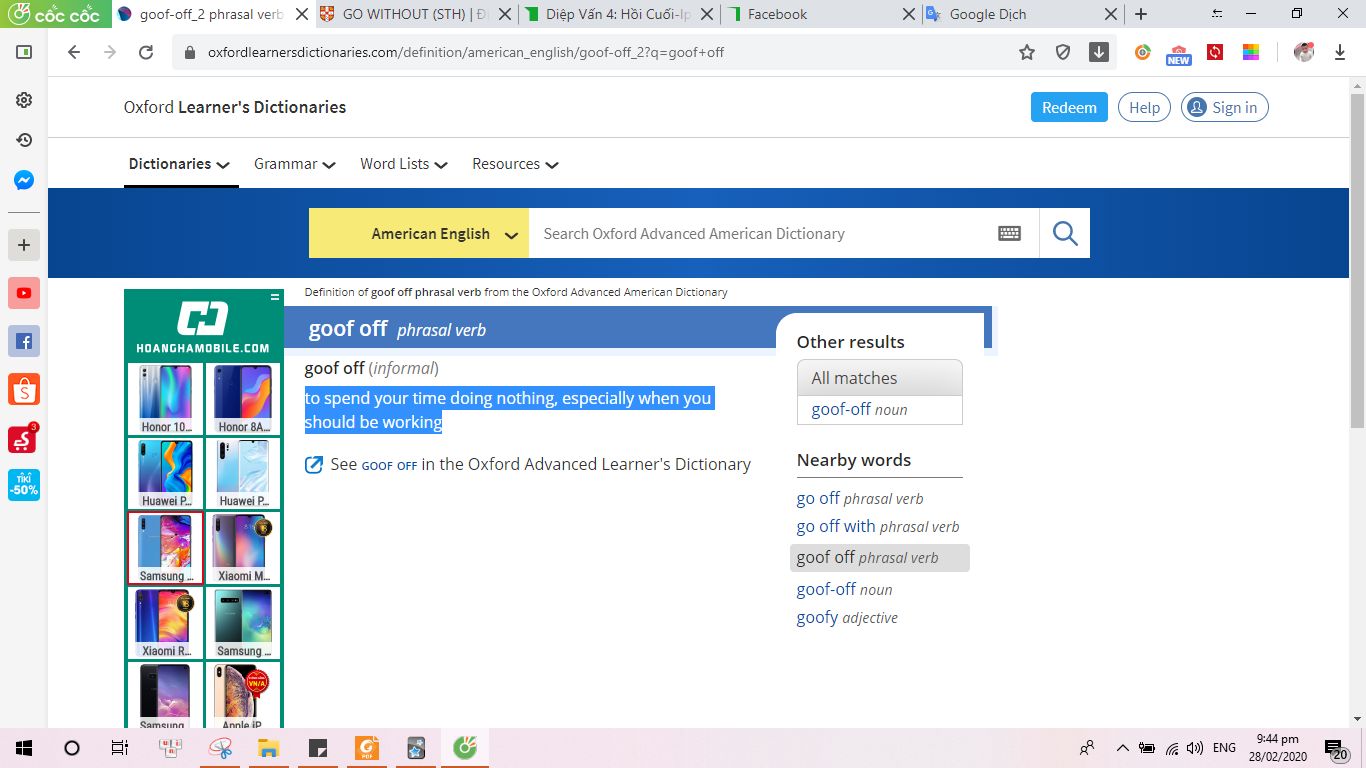 cốc cốc
goof-off_2 phrasal verb
GO WITHOUT (STH) | Đị
Diệp Vấn 4: Hồi Cuối-Ip
Facebook
Google Dịch
oxfordlearnersdictionaries.com/definition/american_english/goof-off_2?q=goof+off
NEW
Oxford Learner's Dictionaries
Redeem
Help
Sign in
Dictionaries
Grammar
Word Lists
Resources
American English
Search Oxford Advanced American Dictionary
3
TIKI
-50%
HOANGHAMOBILE.COM
Honor 10...
Honor 8A...
Huawei P...
Huawei P...
Samsung ...
Xiaomi M...
Xiaomi R...
Samsung ...
Samsung
Apple iP
VN/A
Definition of goof off phrasal verb from the Oxford Advanced American Dictionary
goof off phrasal verb
goof off (informal)
to spend your time doing nothing, especially when you
should be working
See GOOF OFF in the Oxford Advanced Learner's Dictionary
Other results
All matches
goof-off noun
Nearby words
go off phrasal verb
go off with phrasal verb
goof off phrasal verb
goof-off noun
goofy adjective
PDF
ENG
9:44 pm
28/02/2020
20